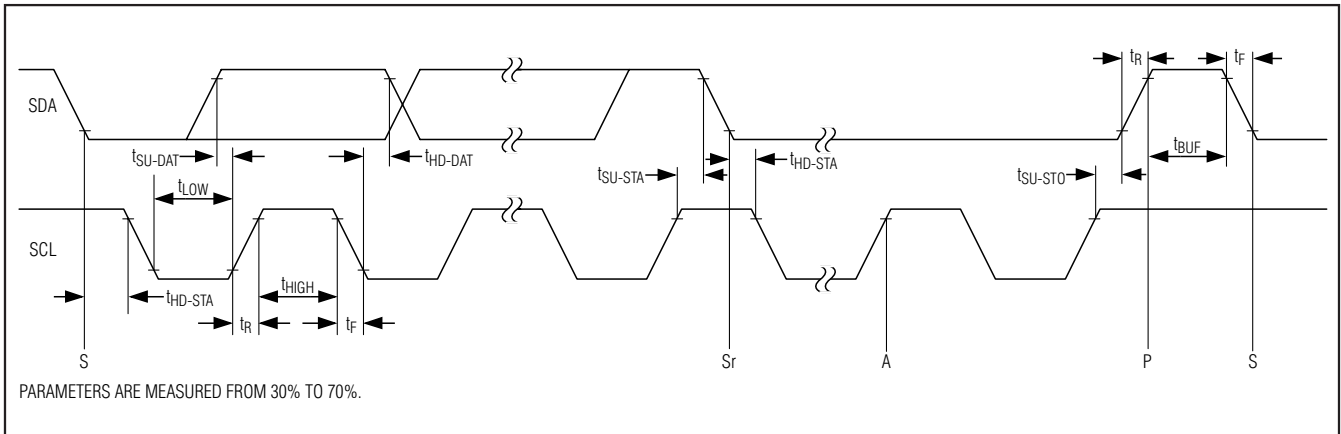 tR
tF
SDA
tSU-DAT
tHD-DAT
tHD-STA
tBUF
tLOW
tSU-STA
tSU-STO
SCL
tHIGH
tHD-STA
tR
tF
S
Sr
A
P
S
PARAMETERS ARE MEASURED FROM 30% TO 70%.